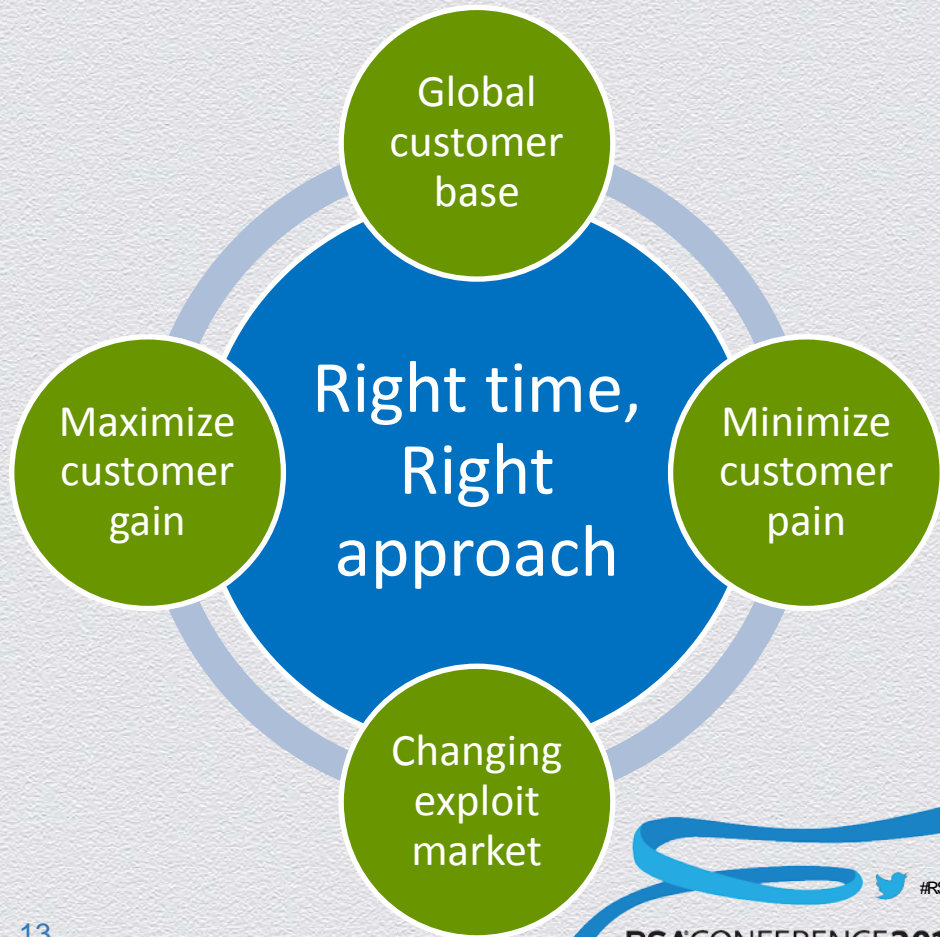 Global
customer
base
Maximize
customer
gain
Right time,
Right
approach
Minimize
customer
pain
Changing
exploit
market
13